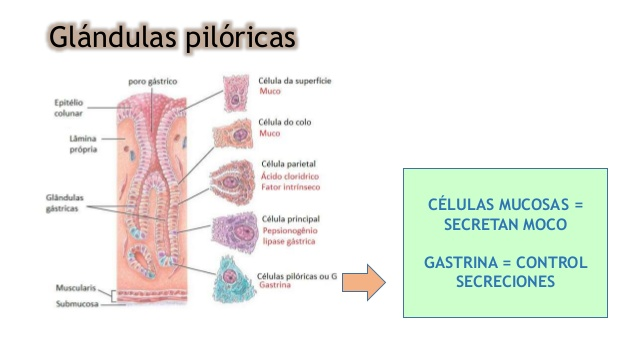 Glándulas pilóricas
poro gástrico
Epitélio
colunar
Lâmina
própria
Glândulas
gástricas
Muscularis
Submucosa
Célula da superfície
Muco
Célula do colo
Muco
Célula parietal
Ácido clorídrico
Fator intrínseco
Célula principal
Pepsionogênio
lipase gástrica
Células pilóricas ou G
Gastrina
CÉLULAS MUCOSAS =
SECRETAN MOCO
GASTRINA = CONTROL
SECRECIONES